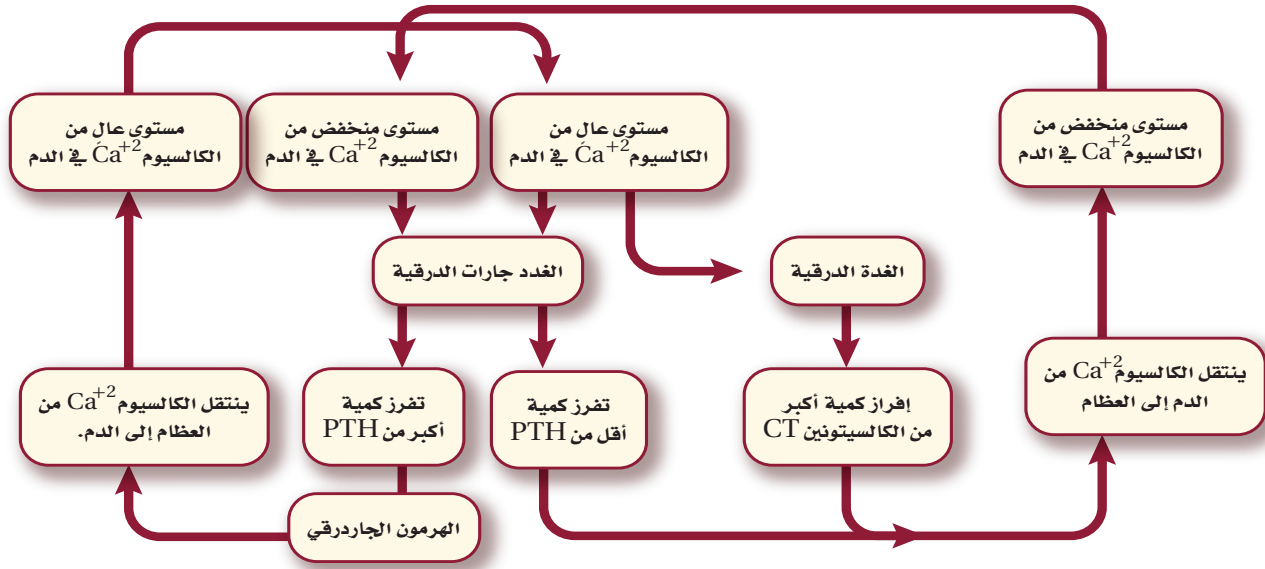 مستوى منخفض من
الكالسيوم Ca+2 في الدم
مستوى عالٍ من
الكالسيوم Ca+2 في الدم
مستوى منخفض من
الكالسيوم Ca+2 في الدم
مستوى عالٍ من
الكالسيوم Ca+2 في الدم
الغدة الدرقية
الغدد جارات الدرقية
ينتقل الكالسيوم Ca+2 من
الدم إلى العظام
إفراز كمية أكبر
من الكالسيتونين CT
تفرز كمية
أقل من PTH
تفرز كمية
أكبر من PTH
ينتقل الكالسيوم Ca+2 من
العظام إلى الدم.
الهرمون الجاردرقي